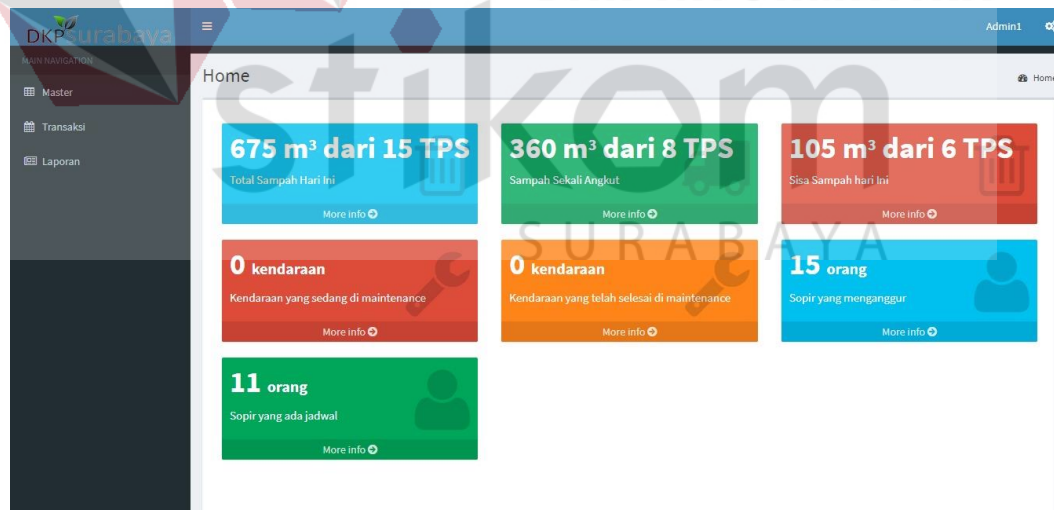 DKPsurabaya
Admin1
MAIN NAVIGATION
Master
Transaksi
Laporan
Home
Home
675 m³ dari 15 TPS
Total Sampah Hari Ini
More info
360 m³ dari 8 TPS
Sampah Sekali Angkut
More info
105 m³ dari 6 TPS
Sisa Sampah hari Ini
More info
0 kendaraan
Kendaraan yang sedang di maintenance
More info
0 kendaraan
Kendaraan yang telah selesai di maintenance
More info
15 orang
Sopir yang menganggur
More info
11 orang
Sopir yang ada jadwal
More info
stikom
SURABAYA